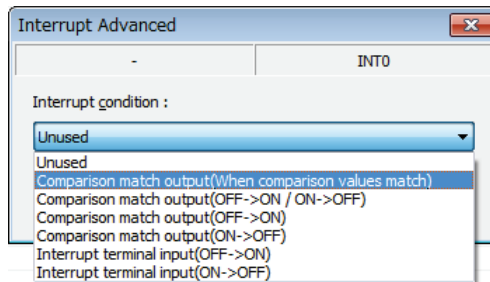 Interrupt Advanced
- INT0
Interrupt condition :
Unused
Unused
Comparison match output(When comparison values match)
Comparison match output(OFF->ON / ON->OFF)
Comparison match output(OFF->ON)
Comparison match output(ON->OFF)
Interrupt terminal input(OFF->ON)
Interrupt terminal input(ON->OFF)